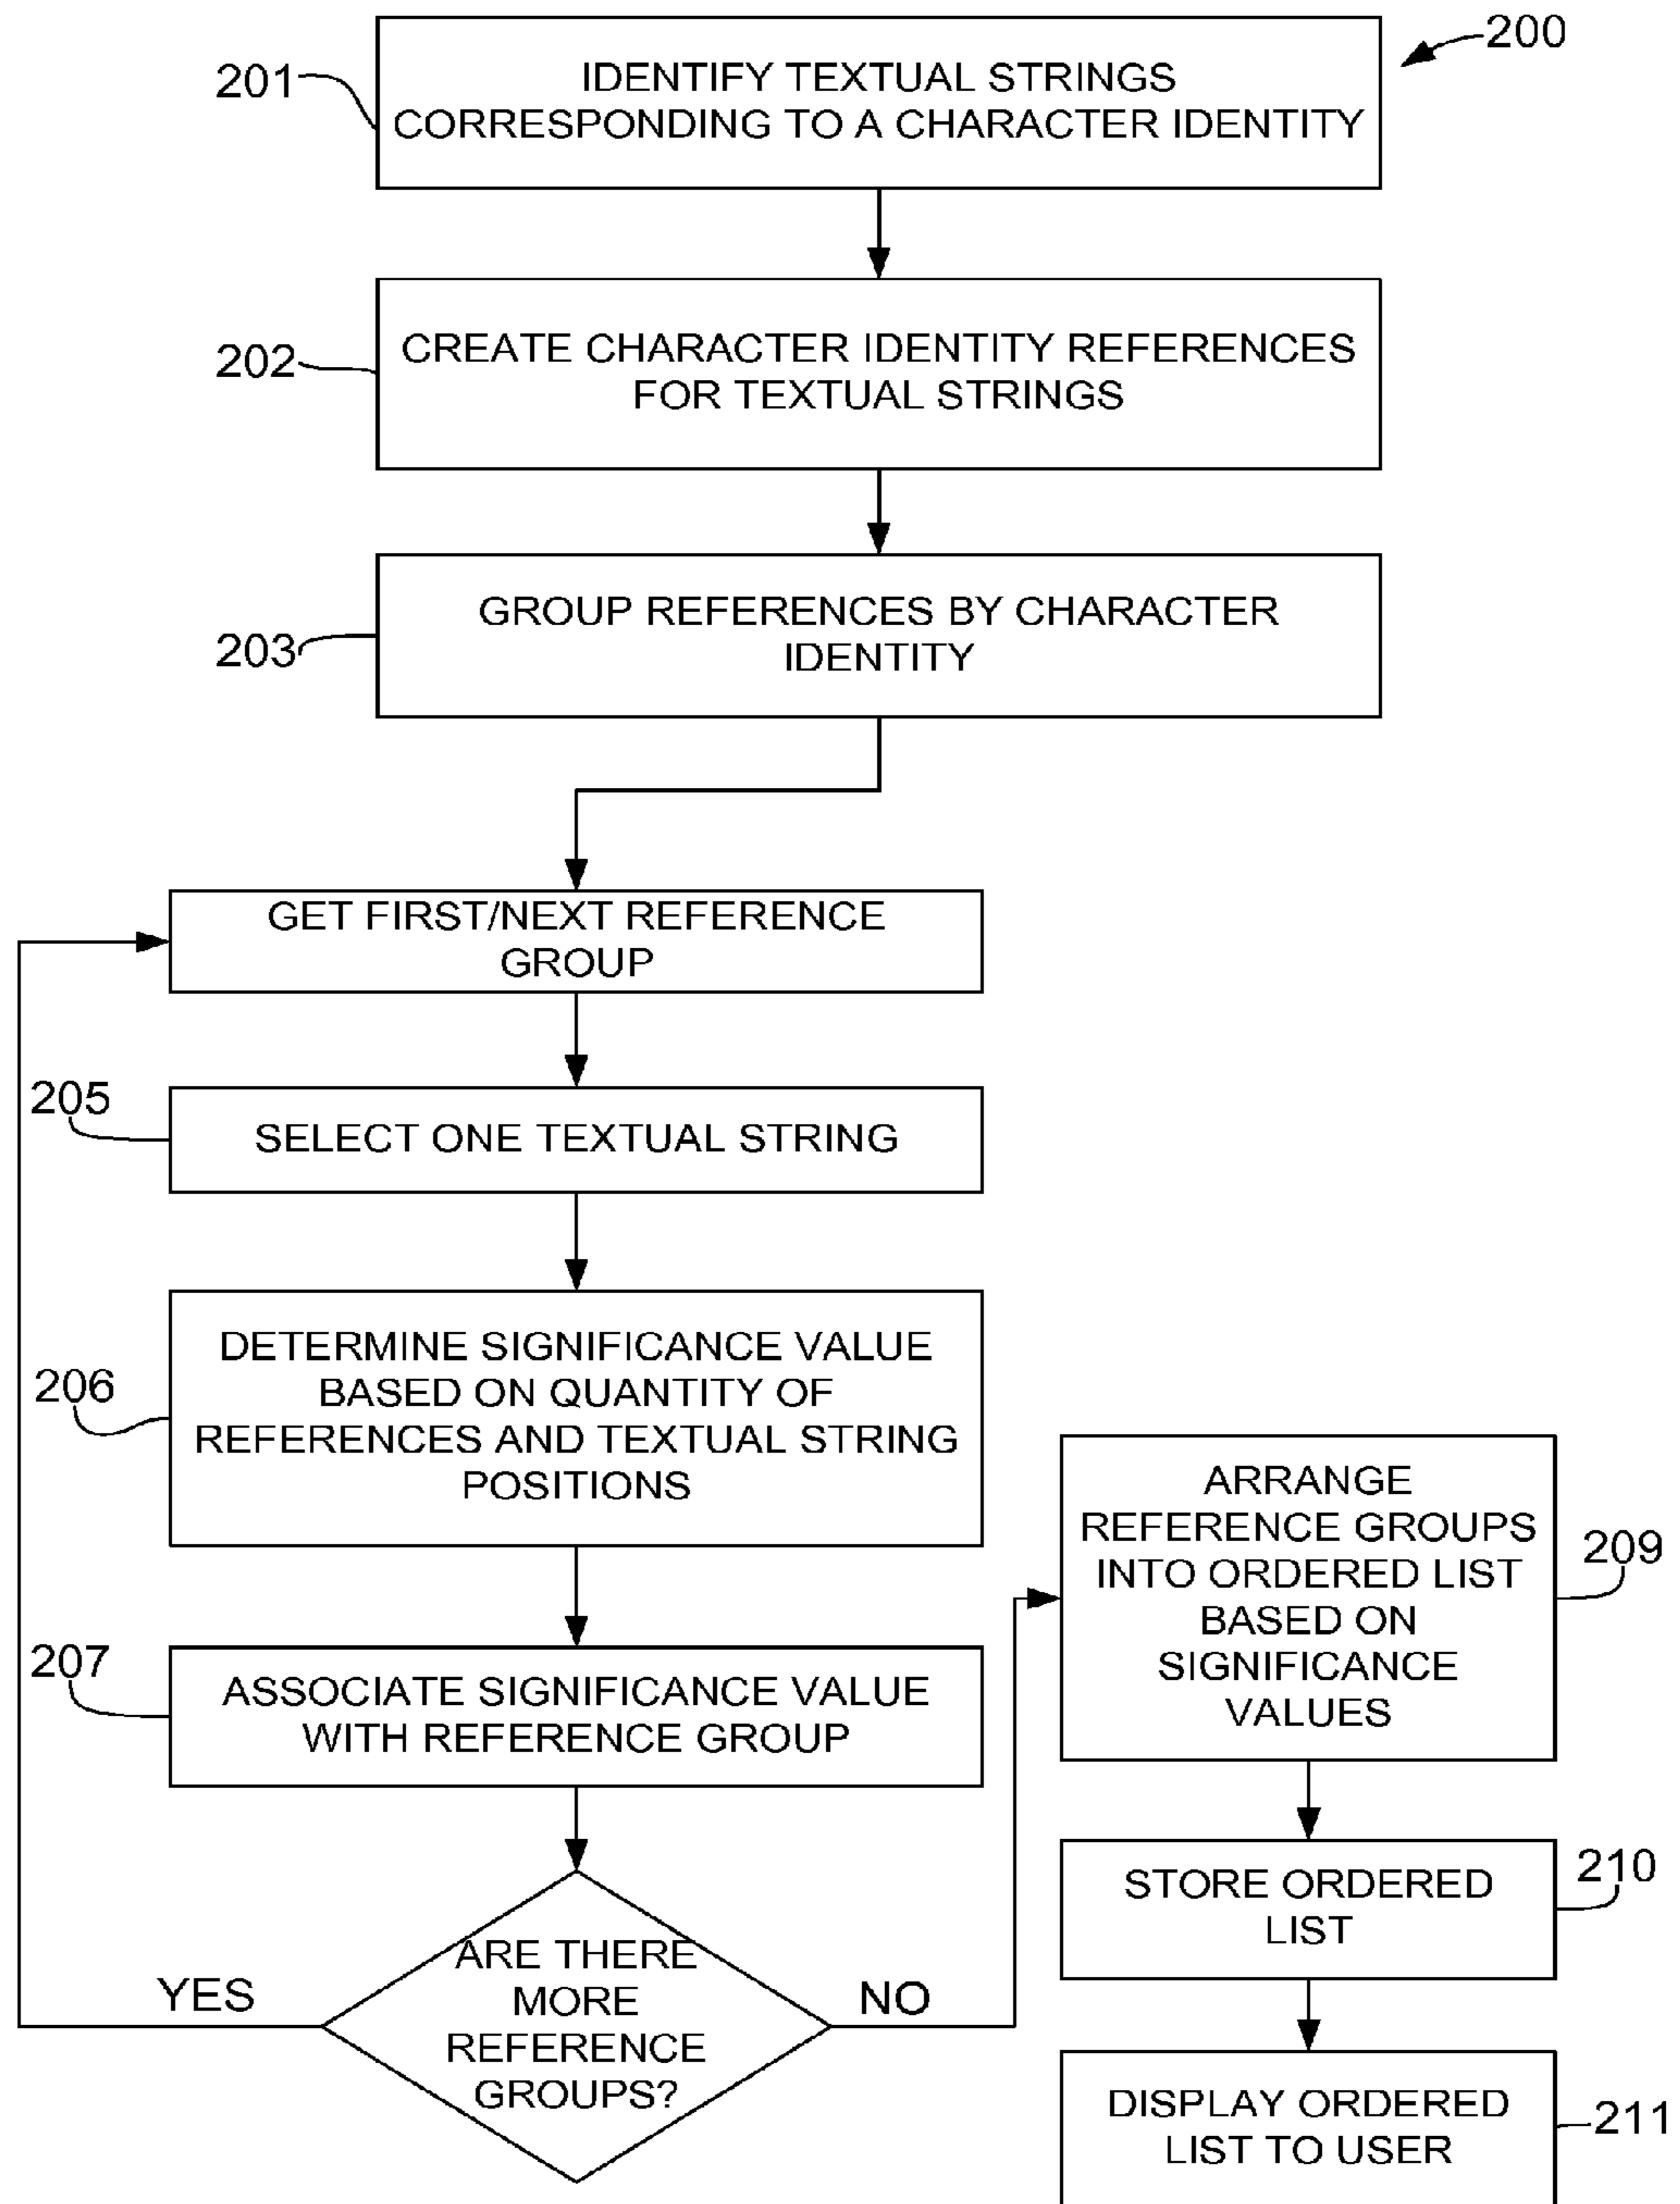 200
201
IDENTIFY TEXTUAL STRINGS
CORRESPONDING TO A CHARACTER IDENTITY
202
CREATE CHARACTER IDENTITY REFERENCES
FOR TEXTUAL STRINGS
203
GROUP REFERENCES BY CHARACTER
IDENTITY
GET FIRST/NEXT REFERENCE
GROUP
205
SELECT ONE TEXTUAL STRING
206
DETERMINE SIGNIFICANCE VALUE
BASED ON QUANTITY OF
REFERENCES AND TEXTUAL STRING
POSITIONS
207
ASSOCIATE SIGNIFICANCE VALUE
WITH REFERENCE GROUP
ARE THERE
MORE
REFERENCE
GROUPS?
YES
NO
209
ARRANGE
REFERENCE GROUPS
INTO ORDERED LIST
BASED ON
SIGNIFICANCE
VALUES
210
STORE ORDERED
LIST
211
DISPLAY ORDERED
LIST TO USER